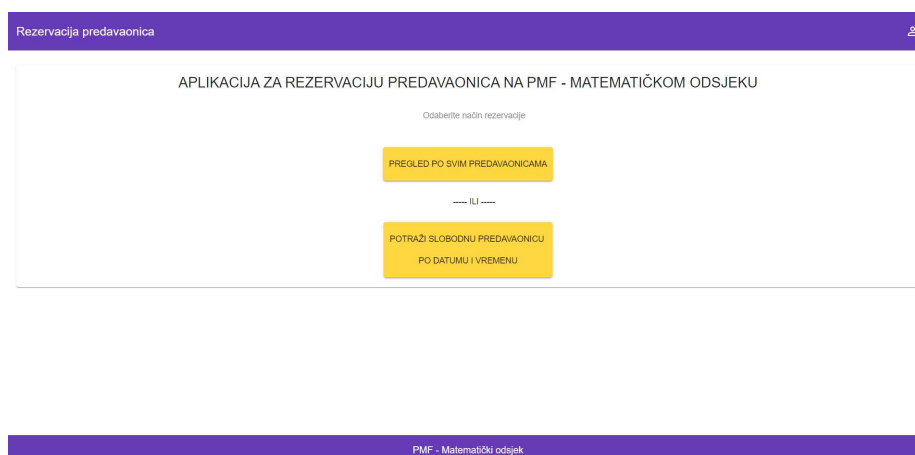 Rezervacija predavaonica
APLIKACIJA ZA REZERVACIJU PREDAVAONICA NA PMF - MATEMATIČKOM ODSJEKU
Odaberite način rezervacije
PREGLED PO SVIM PREDAVAONICAMA
----- ILI -----
POTRAŽI SLOBODNU PREDAVAONICU
PO DATUMU I VREMENU
PMF - Matematički odsjek